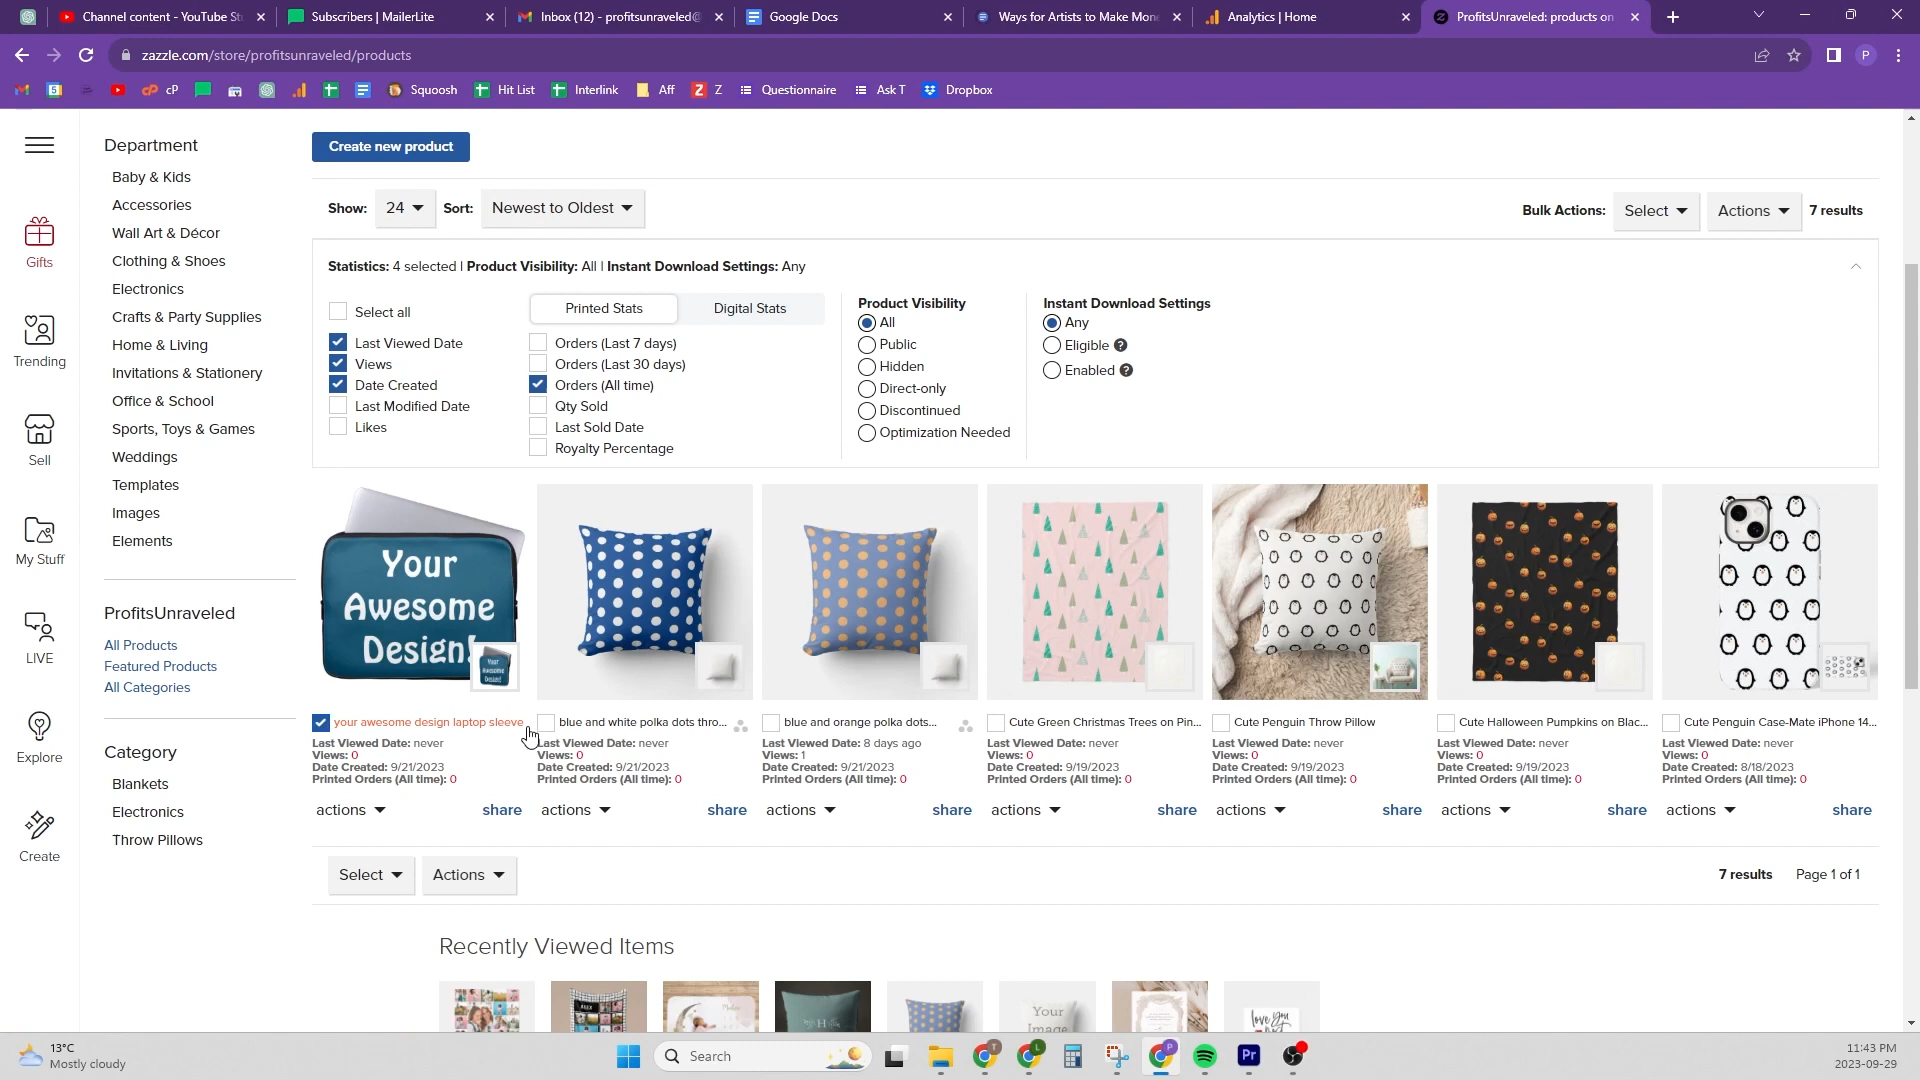 Channel content - YouTube St
Subscribers | MailerLite
Inbox (12) - profitsunraveled@
Google Docs
Ways for Artists to Make Mon
Analytics | Home
ProfitsUnraveled: products on
zazzle.com/store/profitsunraveled/products
P
5
cP
Squoosh
Hit List
Interlink
Aff
Z
Z
Questionnaire
Ask T
Dropbox
Gifts
Trending
Sell
My Stuff
LIVE
Explore
Create
Department
Baby & Kids
Accessories
Wall Art & Décor
Clothing & Shoes
Electronics
Crafts & Party Supplies
Home & Living
Invitations & Stationery
Office & School
Sports, Toys & Games
Weddings
Templates
Images
Elements
ProfitsUnraveled
All Products
Featured Products
All Categories
Category
Blankets
Electronics
Throw Pillows
Create new product
Show: 24 Sort: Newest to Oldest
Bulk Actions: Select Actions 7 results
Statistics: 4 selected | Product Visibility: All | Instant Download Settings: Any
Select all
Last Viewed Date
Views
Date Created
Last Modified Date
Likes
Printed Stats
Digital Stats
Orders (Last 7 days)
Orders (Last 30 days)
Orders (All time)
Qty Sold
Last Sold Date
Royalty Percentage
Product Visibility
All
Public
Hidden
Direct-only
Discontinued
Optimization Needed
Instant Download Settings
Any
Eligible ?
Enabled ?
Your
Awesome
Design!
Your
Awesome
Design!
your awesome design laptop sleeve
Last Viewed Date: never
Views: 0
Date Created: 9/21/2023
Printed Orders (All time): 0
actions share
blue and white polka dots thro...
Last Viewed Date: never
Views: 0
Date Created: 9/21/2023
Printed Orders (All time): 0
actions share
blue and orange polka dots...
Last Viewed Date: 8 days ago
Views: 1
Date Created: 9/21/2023
Printed Orders (All time): 0
actions share
Cute Green Christmas Trees on Pin...
Last Viewed Date: never
Views: 0
Date Created: 9/19/2023
Printed Orders (All time): 0
actions share
Cute Penguin Throw Pillow
Last Viewed Date: never
Views: 0
Date Created: 9/19/2023
Printed Orders (All time): 0
actions share
Cute Halloween Pumpkins on Blac...
Last Viewed Date: never
Views: 0
Date Created: 9/19/2023
Printed Orders (All time): 0
actions share
Cute Penguin Case-Mate iPhone 14...
Last Viewed Date: never
Views: 0
Date Created: 8/18/2023
Printed Orders (All time): 0
actions share
Select Actions
7 results Page 1 of 1
Recently Viewed Items
Your
Image
love you
13°C
Mostly cloudy
Search
T
L
P
Pr
11:43 PM
2023-09-29